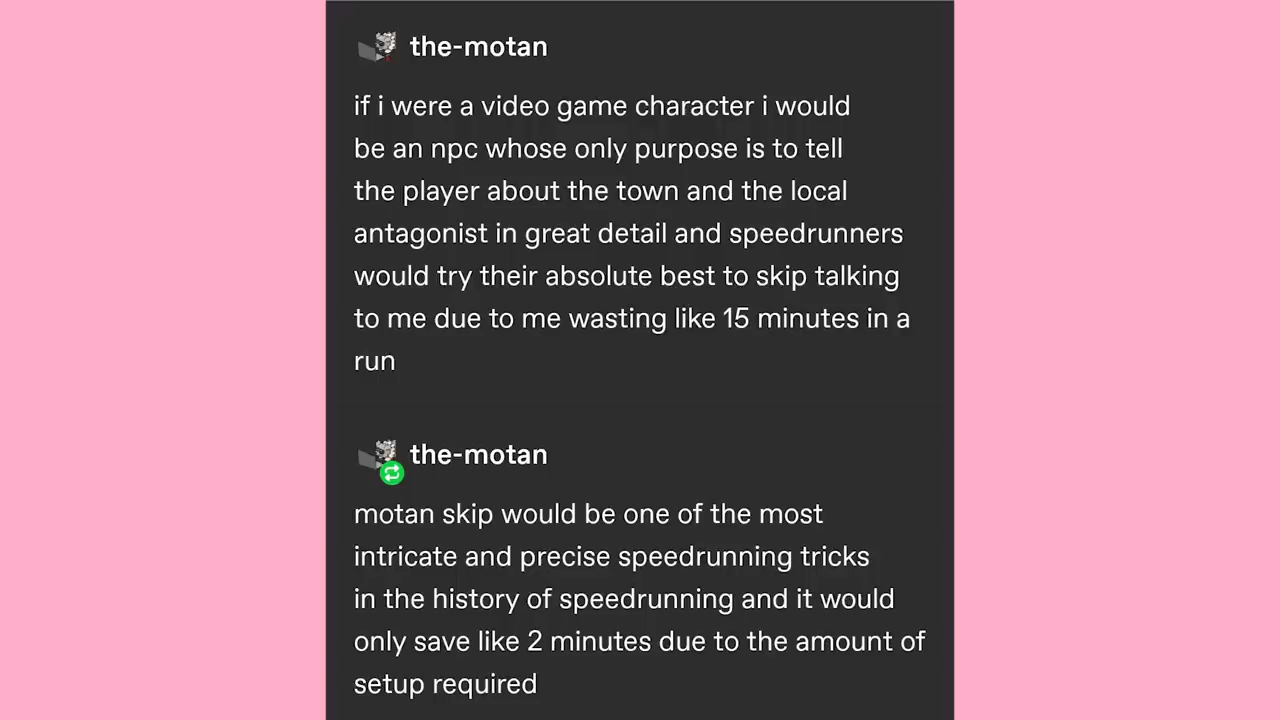 the-motan
if i were a video game character i would
be an npc whose only purpose is to tell
the player about the town and the local
antagonist in great detail and speedrunners
would try their absolute best to skip talking
to me due to me wasting like 15 minutes in a
run
the-motan
motan skip would be one of the most
intricate and precise speedrunning tricks
in the history of speedrunning and it would
only save like 2 minutes due to the amount of
setup required